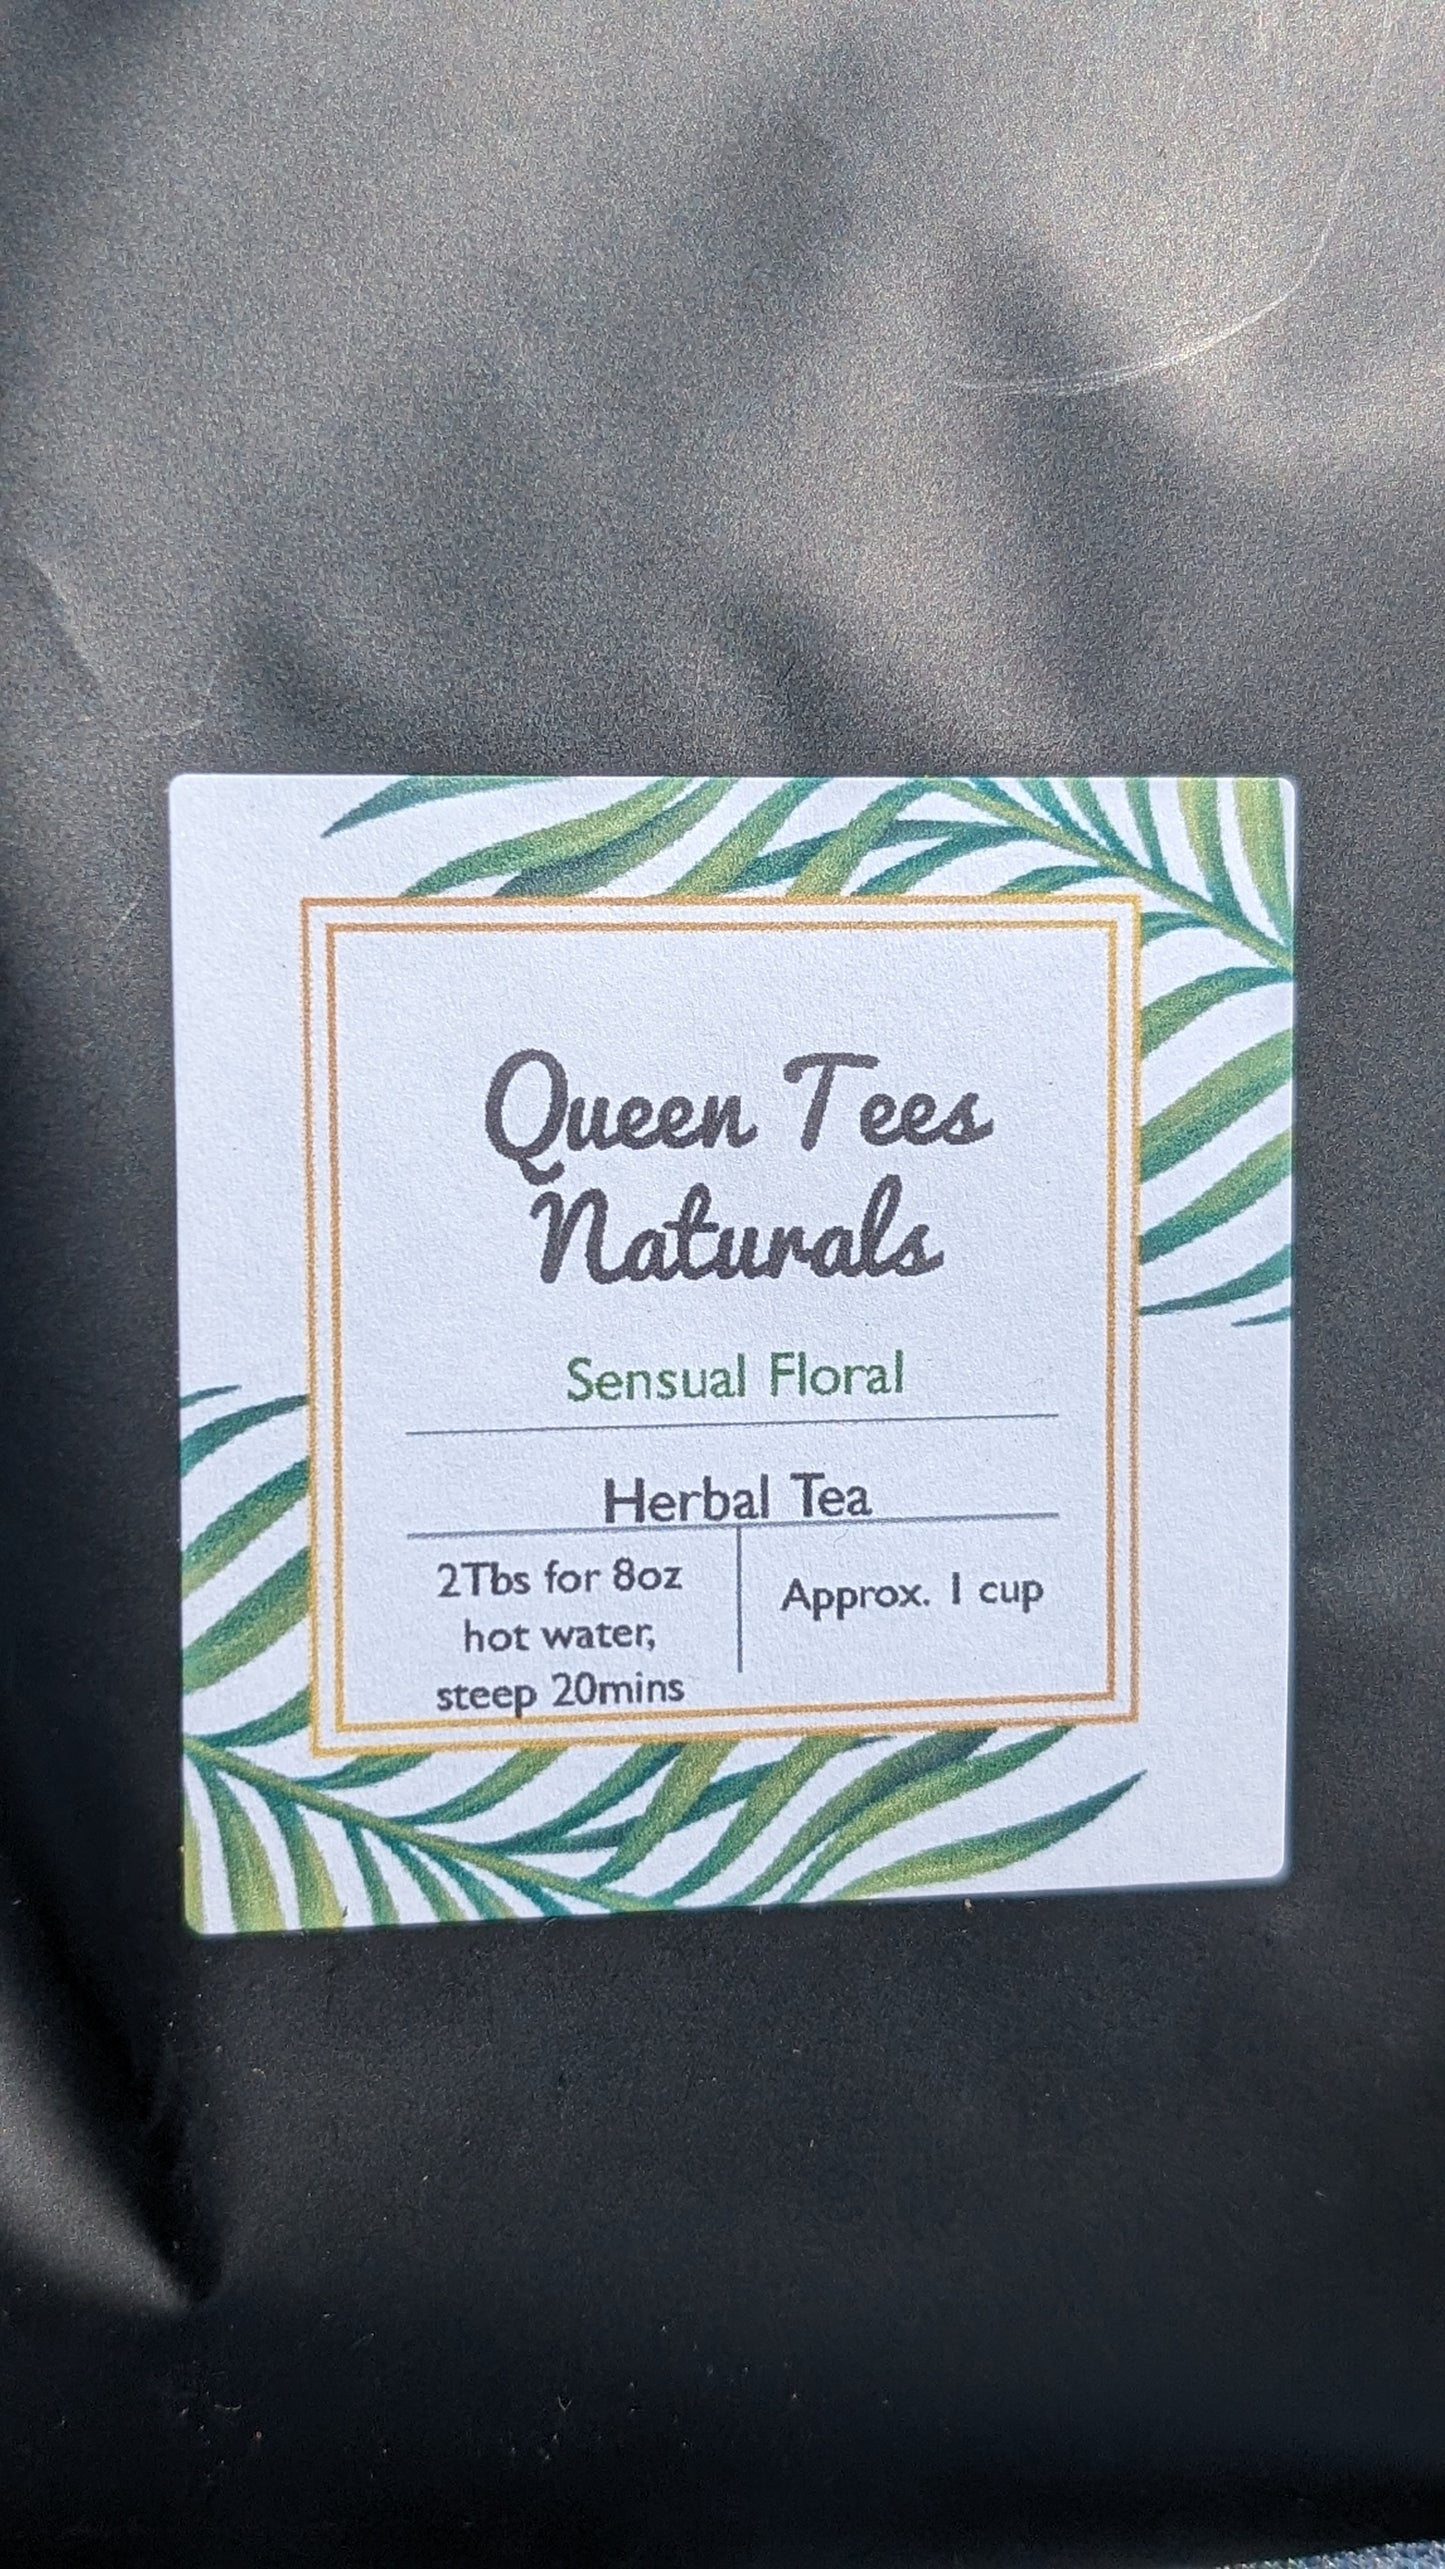 Queen Tees
Naturals
Sensual Floral
Herbal Tea
2Tbs for 8oz
hot water,
steep 20mins
Approx. 1 cup